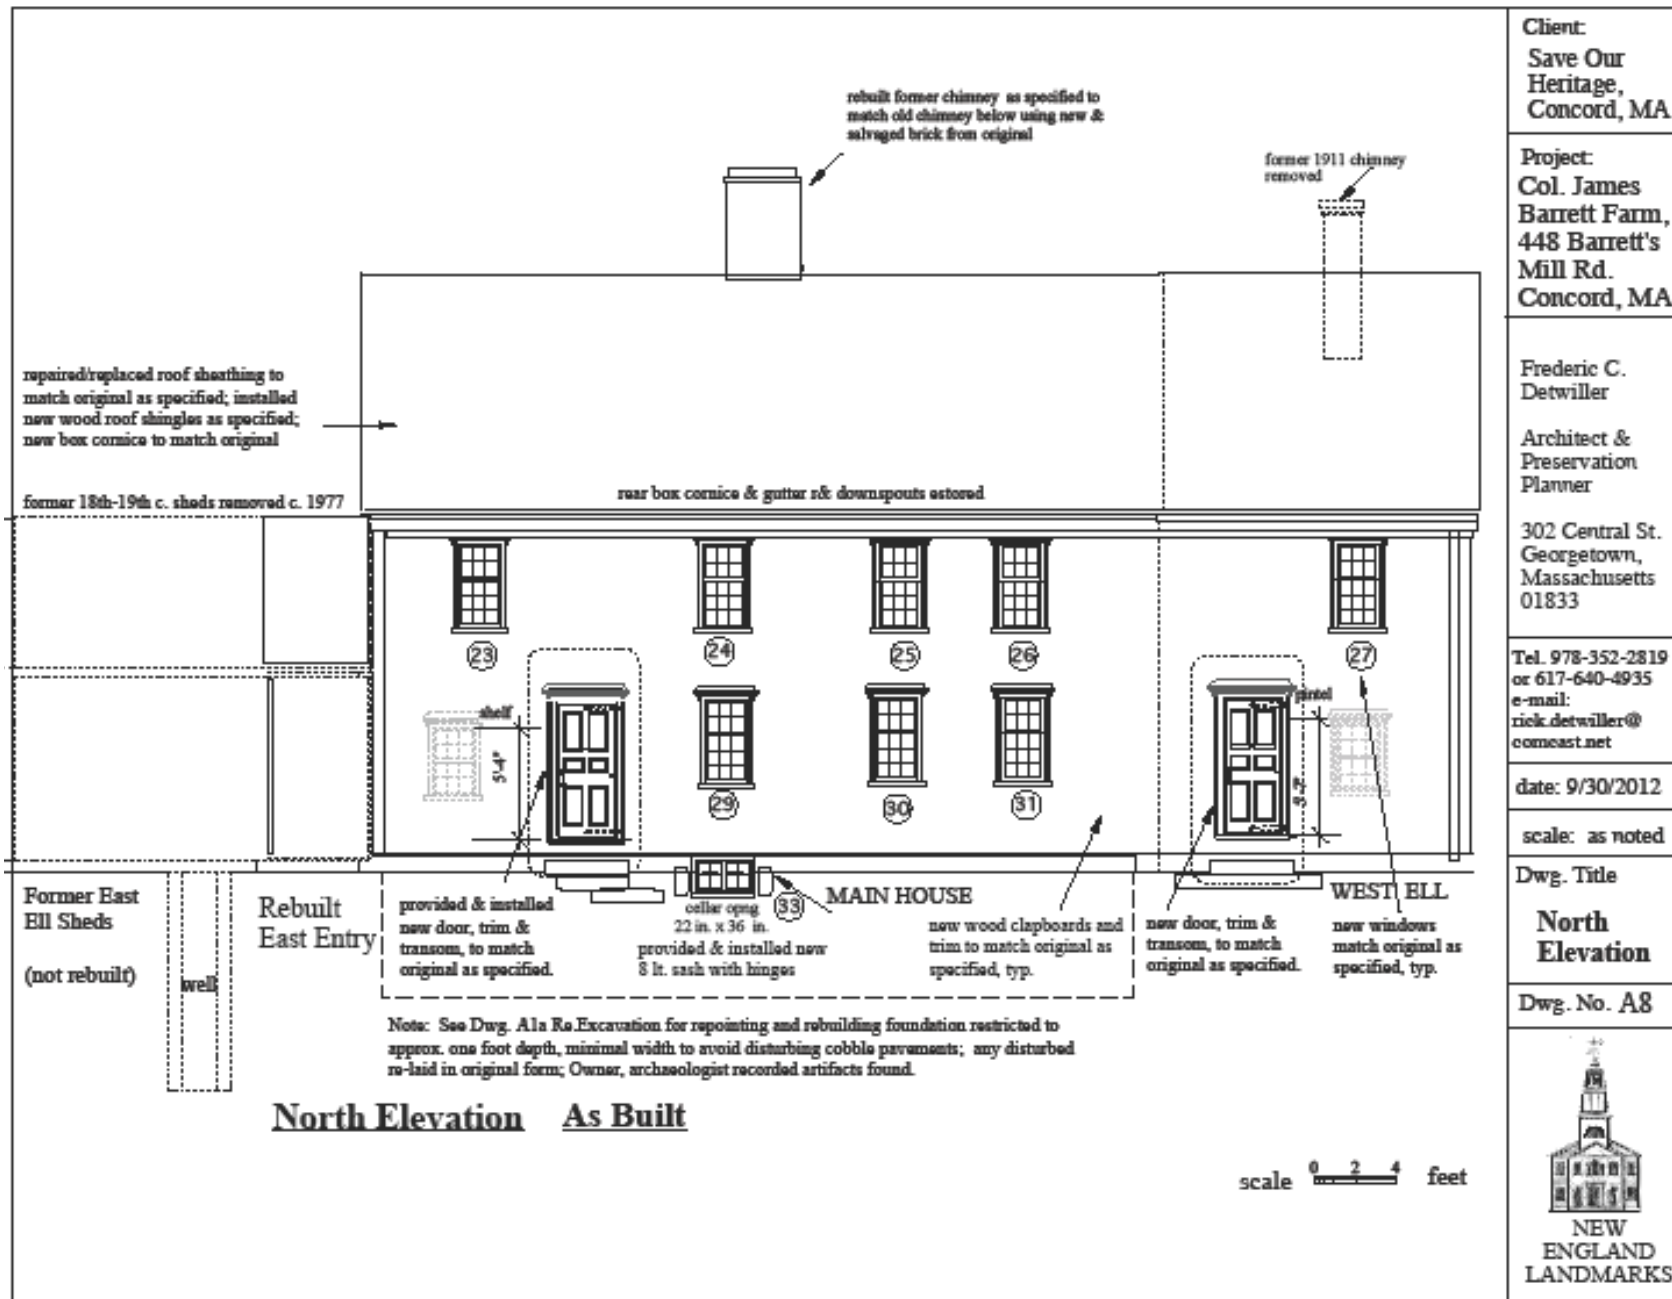 rebuilt former chimney as specified to
match old chimney below using new &
salvaged brick from original
former 1911 chimney
removed
repaired/replaced roof sheathing to
match original as specified; installed
new wood roof shingles as specified;
new box cornice to match original
former 18th-19th c. sheds removed c. 1977
rear box cornice & gutter r& downspouts estored
23
24
25
26
27
shelf
5'-4"
pintel
29
30
31
33
Former East
Ell Sheds
(not rebuilt)
well
Rebuilt
East Entry
provided & installed
new door, trim &
transom, to match
original as specified.
cellar opng
22 in. x 36 in.
provided & installed new
8 lt. sash with hinges
MAIN HOUSE
new wood clapboards and
trim to match original as
specified, typ.
new door, trim &
transom, to match
original as specified.
WEST ELL
new windows
match original as
specified, typ.
Note: See Dwg. A1a Re.Excavation for repointing and rebuilding foundation restricted to
approx. one foot depth, minimal width to avoid disturbing cobble pavements; any disturbed
re-laid in original form; Owner, archaeologist recorded artifacts found.
North Elevation As Built
scale 0 2 4 feet
Client:
Save Our
Heritage,
Concord, MA
Project:
Col. James
Barrett Farm,
448 Barrett's
Mill Rd.
Concord, MA
Frederic C.
Detwiller
Architect &
Preservation
Planner
302 Central St.
Georgetown,
Massachusetts
01833
Tel. 978-352-2819
or 617-640-4935
e-mail:
rick.detwiller@
comcast.net
date: 9/30/2012
scale: as noted
Dwg. Title
North
Elevation
Dwg. No. A8
NEW
ENGLAND
LANDMARKS